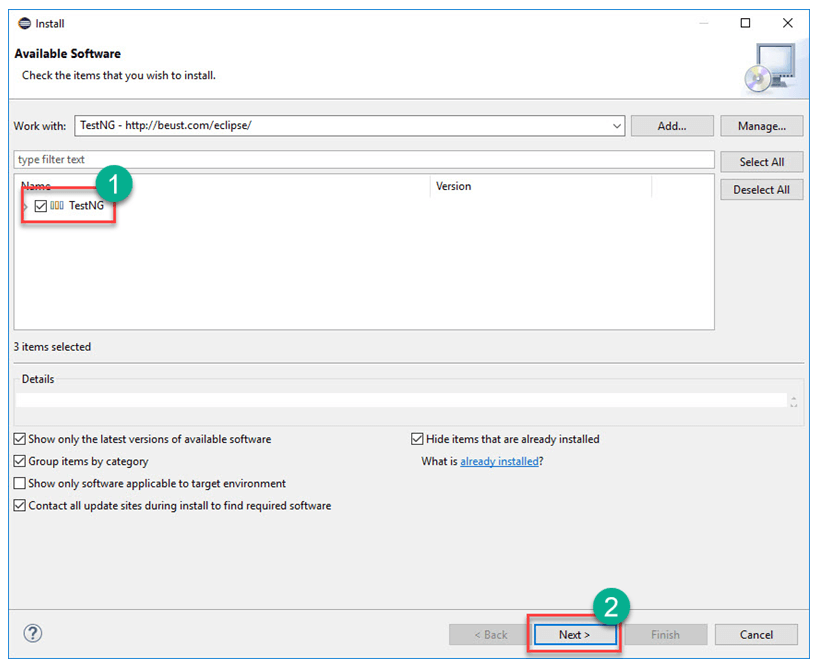 Install
Available Software
Check the items that you wish to install.
Work with: TestNG - http://beust.com/eclipse/ Add... Manage...
type filter text Select All
Name Version Deselect All
1
TestNG
3 items selected
Details
Show only the latest versions of available software Hide items that are already installed
Group items by category What is already installed?
Show only software applicable to target environment
Contact all update sites during install to find required software
2
? < Back Next > Finish Cancel